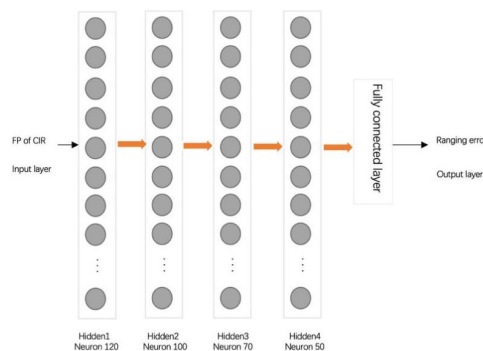 FP of CIR
Input layer
Fully connected layer
Ranging error
Output layer
Hidden1
Neuron 120
Hidden2
Neuron 100
Hidden3
Neuron 70
Hidden4
Neuron 50